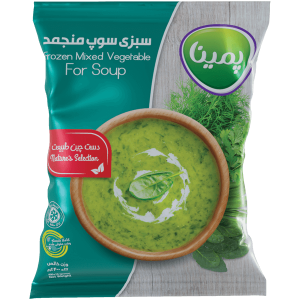 پمینا
سبزی سوپ منجمد
Frozen Mixed Vegetable
For Soup
دست چین طبیعت
Nature's Selection